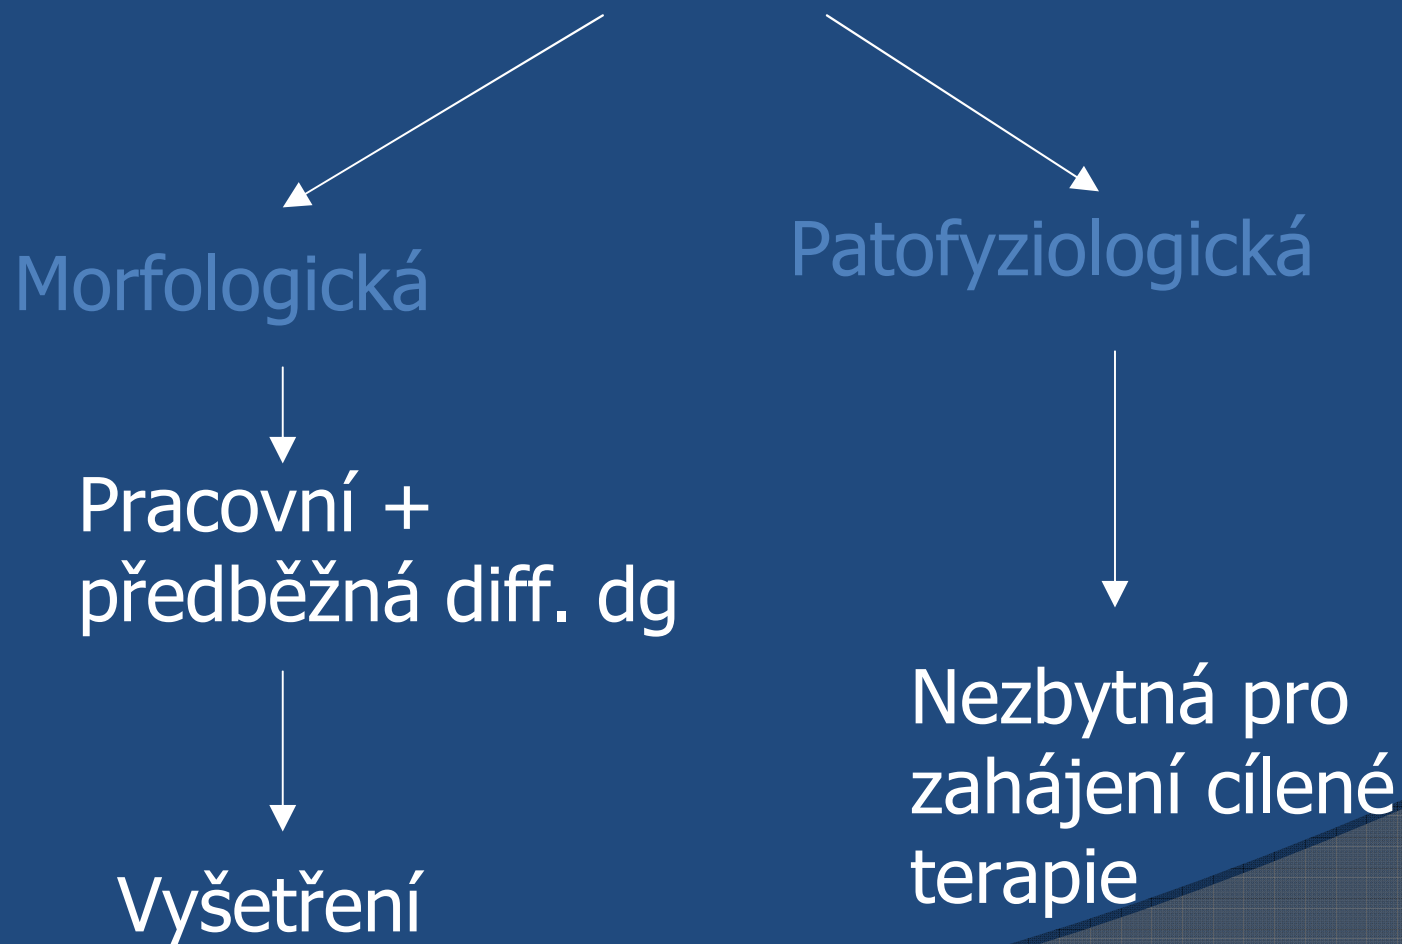 Morfologická
Patofyziologická
Pracovní +
předběžná diff. dg
Vyšetření
Nezbytná pro
zahájení cílené
terapie